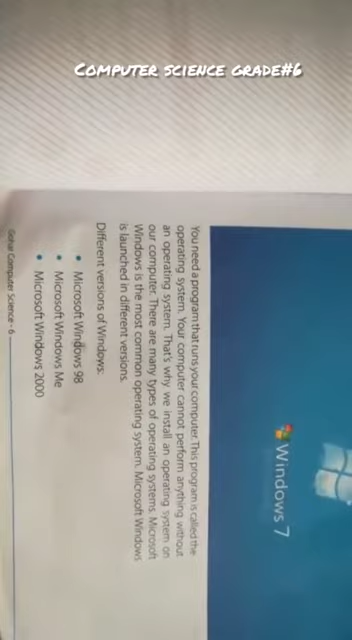 COMPUTER SCIENCE GRADE#6
Windows 7
You need a program that runs your computer. This program is called the
operating system. Your computer cannot perform anything without
an operating system. That's why we install an operating system on
our computer. There are many types of operating systems. Microsoft
Windows is the most common operating system. Microsoft Windows
is launched in different versions.
Different versions of Windows:
• Microsoft Windows 98
• Microsoft Windows Me
• Microsoft Windows 2000
Computer Science - 6